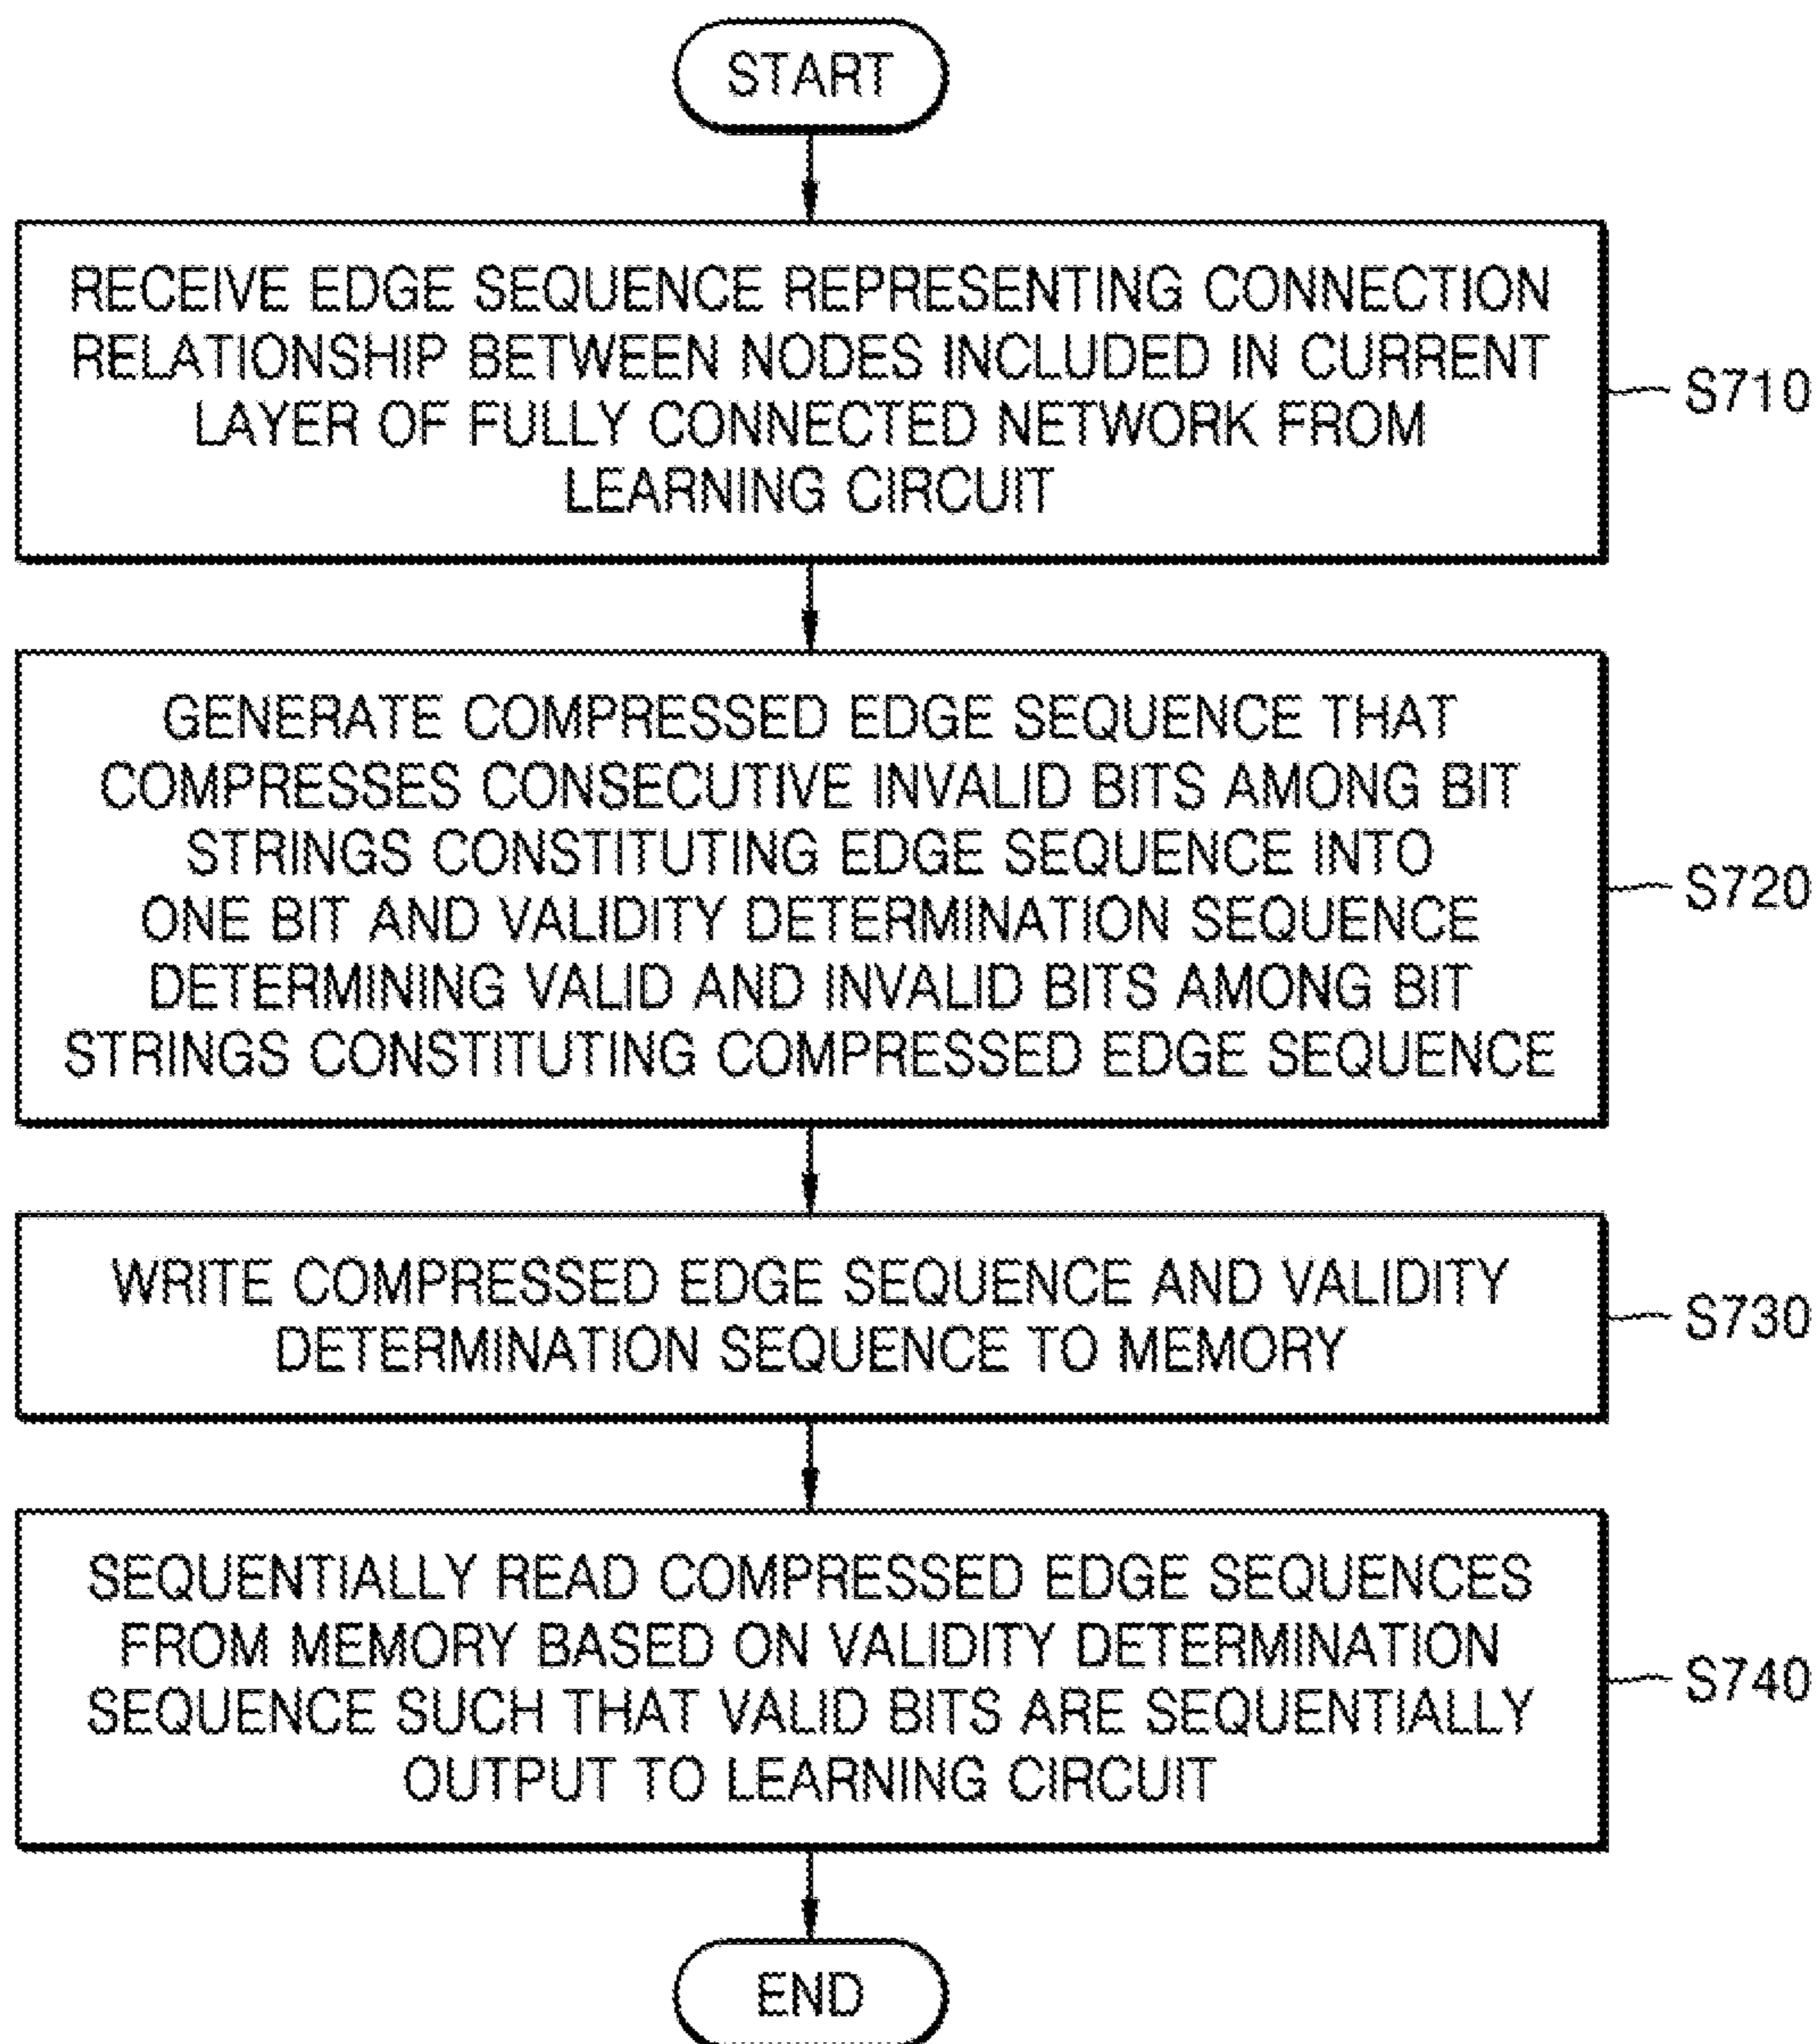 START
RECEIVE EDGE SEQUENCE REPRESENTING CONNECTION
RELATIONSHIP BETWEEN NODES INCLUDED IN CURRENT
LAYER OF FULLY CONNECTED NETWORK FROM
LEARNING CIRCUIT
S710
GENERATE COMPRESSED EDGE SEQUENCE THAT
COMPRESSES CONSECUTIVE INVALID BITS AMONG BIT
STRINGS CONSTITUTING EDGE SEQUENCE INTO
ONE BIT AND VALIDITY DETERMINATION SEQUENCE
DETERMINING VALID AND INVALID BITS AMONG BIT
STRINGS CONSTITUTING COMPRESSED EDGE SEQUENCE
S720
WRITE COMPRESSED EDGE SEQUENCE AND VALIDITY
DETERMINATION SEQUENCE TO MEMORY
S730
SEQUENTIALLY READ COMPRESSED EDGE SEQUENCES
FROM MEMORY BASED ON VALIDITY DETERMINATION
SEQUENCE SUCH THAT VALID BITS ARE SEQUENTIALLY
OUTPUT TO LEARNING CIRCUIT
S740
END